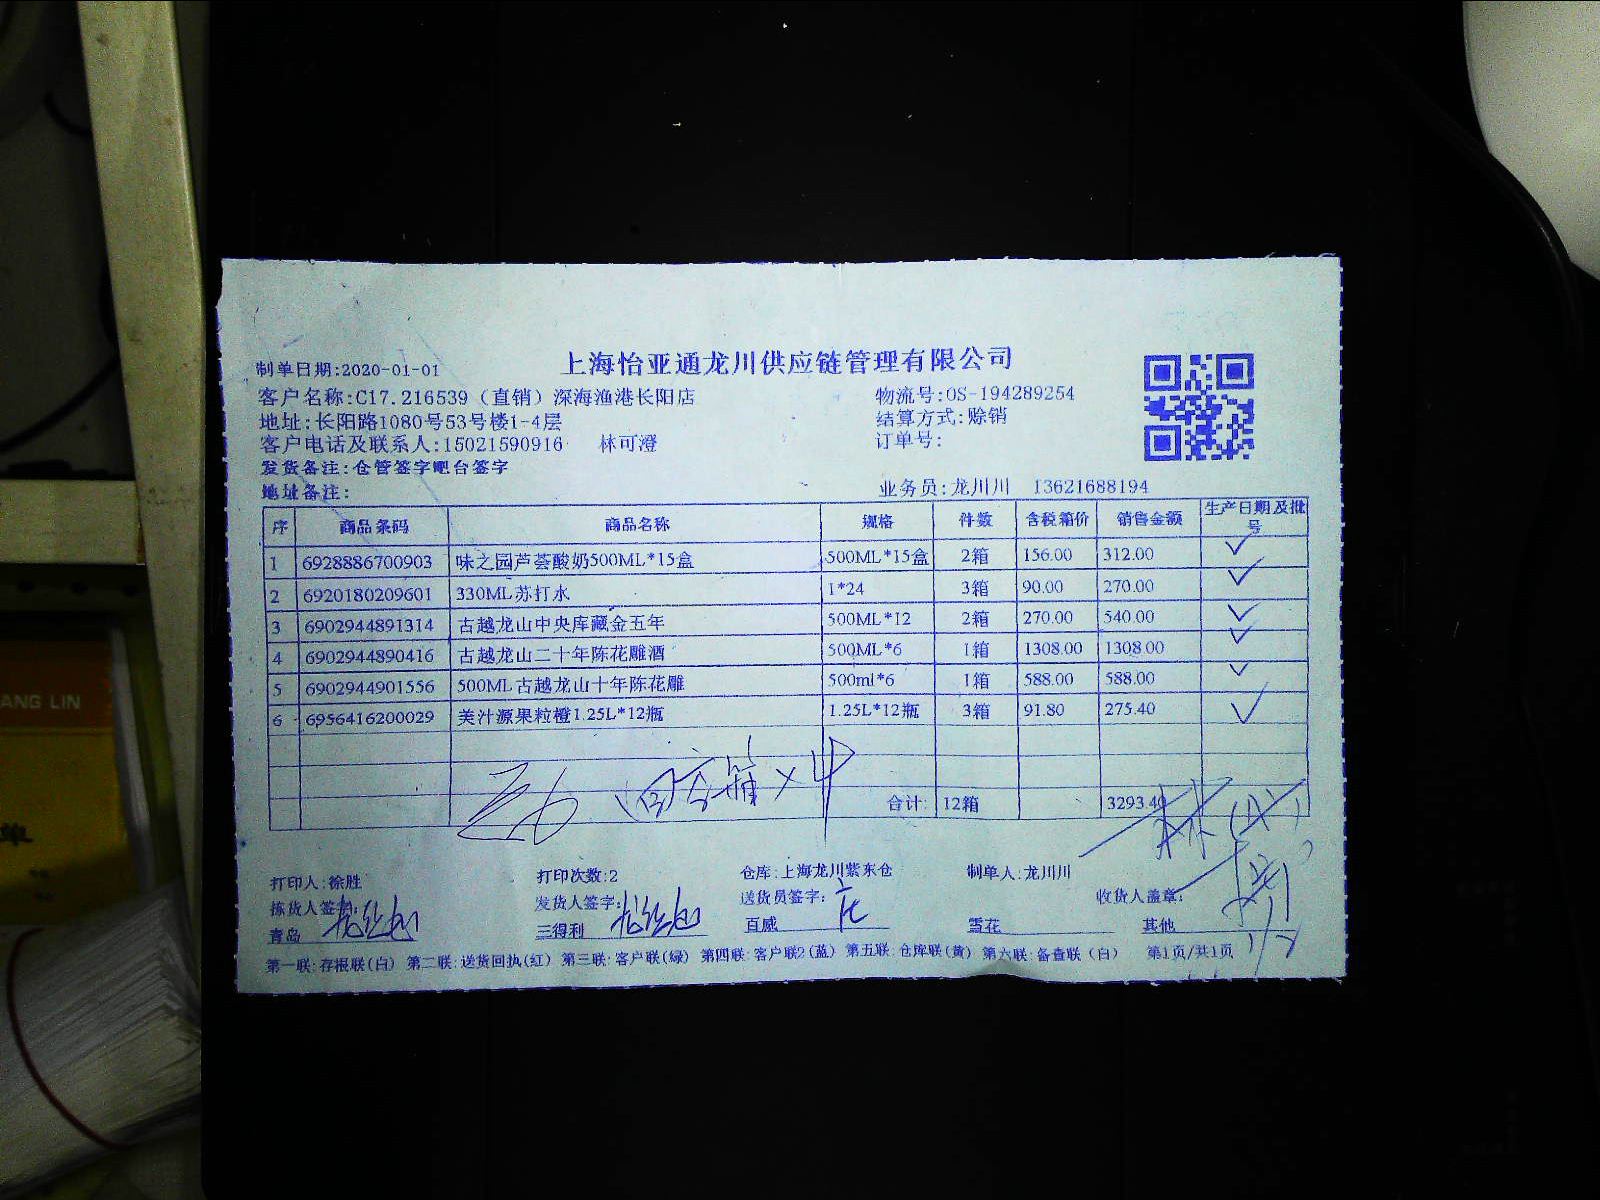 上海怡亚通龙川供应链管理有限公司
制单日期:2020-01-01
客户名称:C17.216539（直销）深海渔港长阳店 物流号:OS-194289254
地址:长阳路1080号53号楼1-4层 结算方式:赊销
客户电话及联系人:15021590916 林可澄 订单号:
发货备注:仓管签字吧台签字
地址备注: 业务员:龙川川 13621688194
序 商品条码 商品名称 规格 件数 含税箱价 销售金额 生产日期及批号
1 6928886700903 味之园芦荟酸奶500ML*15盒 500ML*15盒 2箱 156.00 312.00 ✓
2 6920180209601 330ML苏打水 1*24 3箱 90.00 270.00 ✓
3 6902944891314 古越龙山中央库藏金五年 500ML*12 2箱 270.00 540.00 ✓
4 6902944890416 古越龙山二十年陈花雕酒 500ML*6 1箱 1308.00 1308.00 ✓
5 6902944901556 500ML古越龙山十年陈花雕 500ml*6 1箱 588.00 588.00 ✓
6 6956416200029 美汁源果粒橙1.25L*12瓶 1.25L*12瓶 3箱 91.80 275.40 ✓
合计: 12箱 3293.40
打印人:徐胜 打印次数:2 仓库:上海龙川紫东仓 制单人:龙川川
拣货人签字: 发货人签字: 送货员签字: 收货人盖章:
青岛 三得利 百威 雪花 其他
第一联:存根联(白) 第二联:送货回执(红) 第三联:客户联(绿) 第四联:客户联2(蓝) 第五联:仓库联(黄) 第六联:备查联(白) 第1页/共1页
ANG LIN